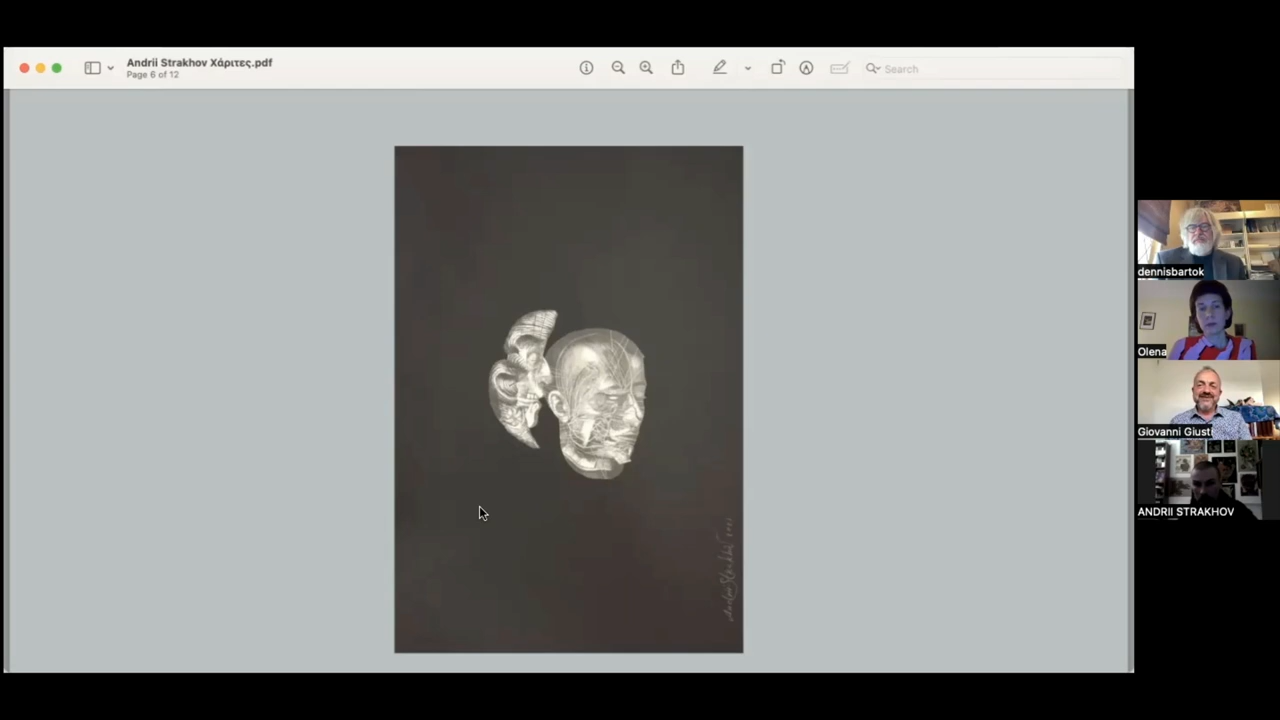 Andrii Strakhov Χάριτες.pdf
Page 6 of 12
Search
dennisbartok
Olena
Giovanni Giusti
ANDRII STRAKHOV